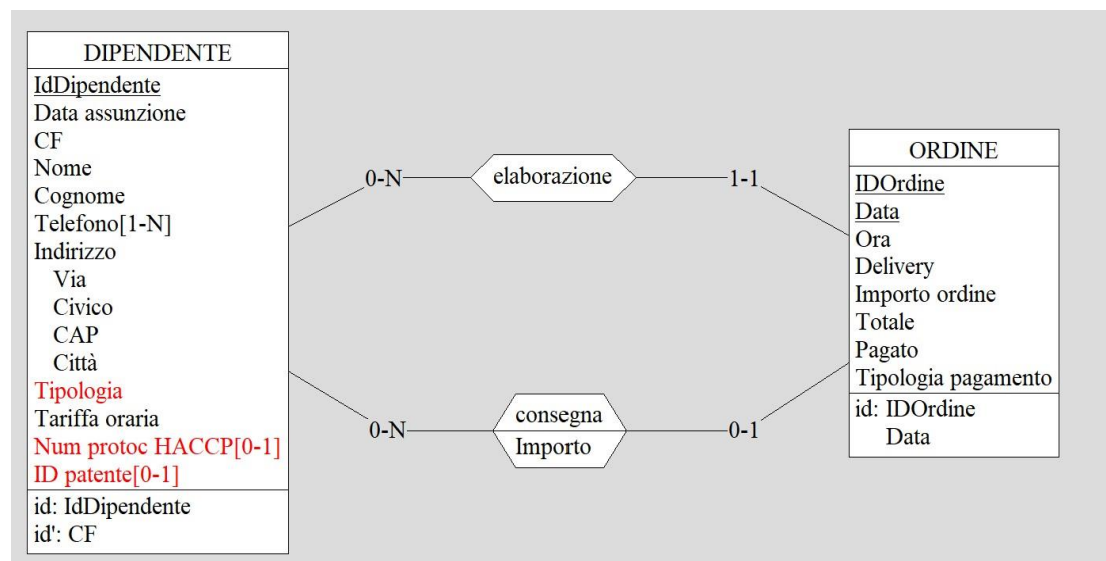 DIPENDENTE
IdDipendente
Data assunzione
CF
Nome
Cognome
Telefono[1-N]
Indirizzo
Via
Civico
CAP
Città
Tipologia
Tariffa oraria
Num protoc HACCP[0-1]
ID patente[0-1]
id: IdDipendente
id': CF
0-N
elaborazione
1-1
0-N
consegna
Importo
0-1
ORDINE
IDOrdine
Data
Ora
Delivery
Importo ordine
Totale
Pagato
Tipologia pagamento
id: IDOrdine
Data